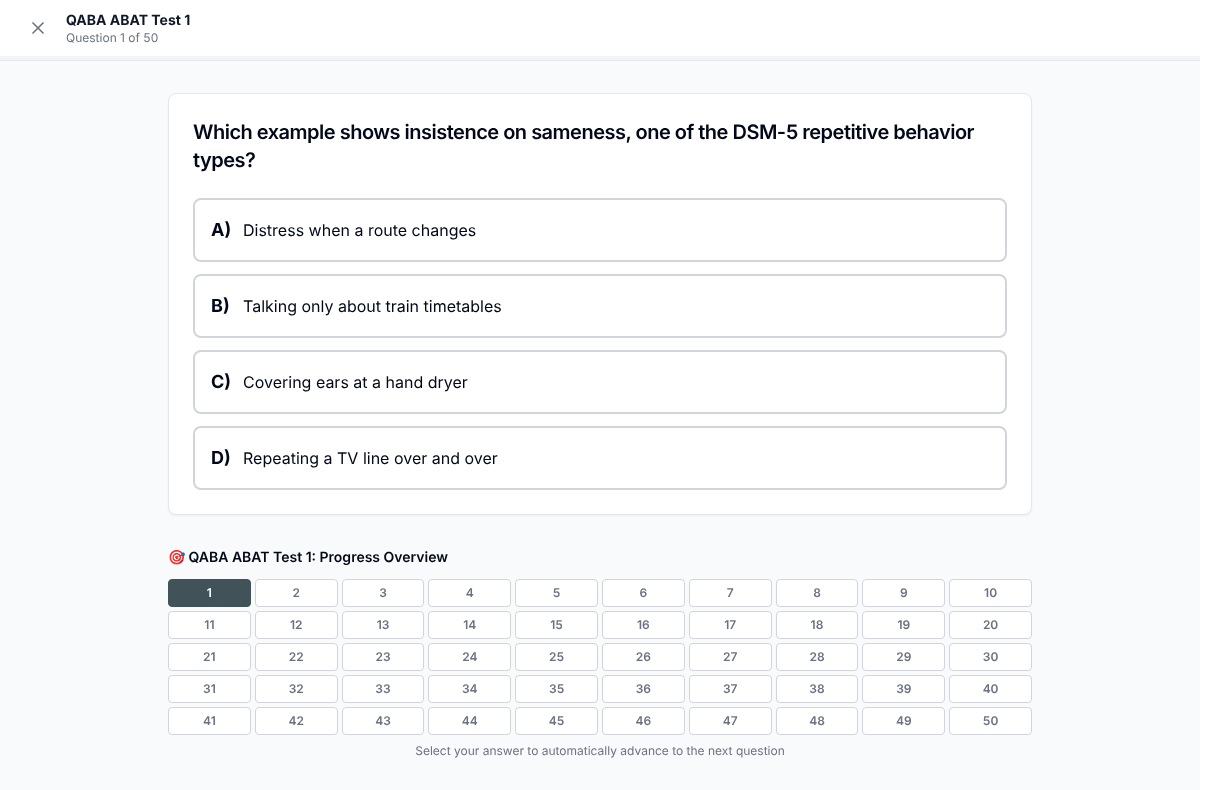 QABA ABAT Test 1
Question 1 of 50
Which example shows insistence on sameness, one of the DSM-5 repetitive behavior
types?
A) Distress when a route changes
B) Talking only about train timetables
C) Covering ears at a hand dryer
D) Repeating a TV line over and over
🎯 QABA ABAT Test 1: Progress Overview
1 2 3 4 5 6 7 8 9 10
11 12 13 14 15 16 17 18 19 20
21 22 23 24 25 26 27 28 29 30
31 32 33 34 35 36 37 38 39 40
41 42 43 44 45 46 47 48 49 50
Select your answer to automatically advance to the next question